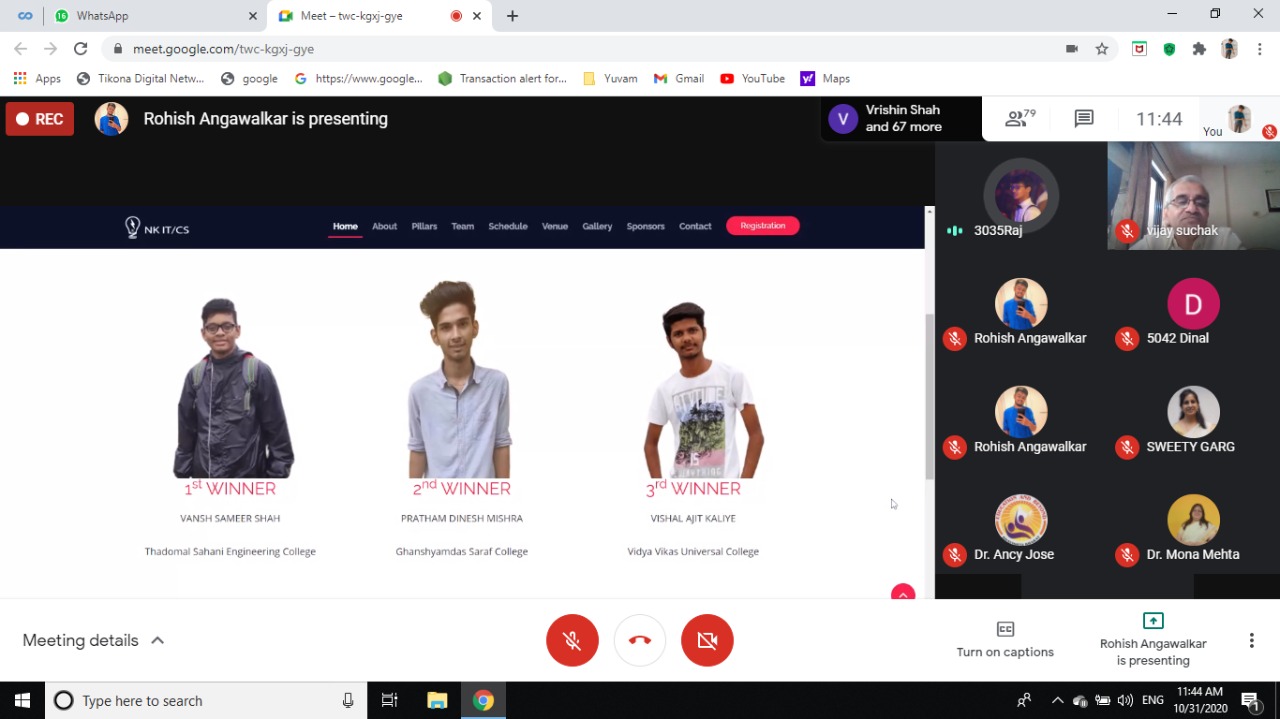 16
WhatsApp
Meet – twc-kgxj-gye
meet.google.com/twc-kgxj-gye
Apps
Tikona Digital Netw...
google
https://www.google...
Transaction alert for...
Yuvam
Gmail
YouTube
Maps
REC
Rohish Angawalkar is presenting
V
Vrishin Shah
and 67 more
79
11:44
You
NK IT/CS
Home
About
Pillars
Team
Schedule
Venue
Gallery
Sponsors
Contact
Registration
3035Raj
vijay suchak
Rohish Angawalkar
D
5042 Dinal
Rohish Angawalkar
SWEETY GARG
Dr. Ancy Jose
Dr. Mona Mehta
ATTITUDE
IS
1st WINNER
2nd WINNER
3rd WINNER
VANSH SAMEER SHAH
PRATHAM DINESH MISHRA
VISHAL AJIT KALIYE
Thadomal Sahani Engineering College
Ghanshyamdas Saraf College
Vidya Vikas Universal College
Meeting details
CC
Turn on captions
Rohish Angawalkar
is presenting
Type here to search
ENG
11:44 AM
10/31/2020
1